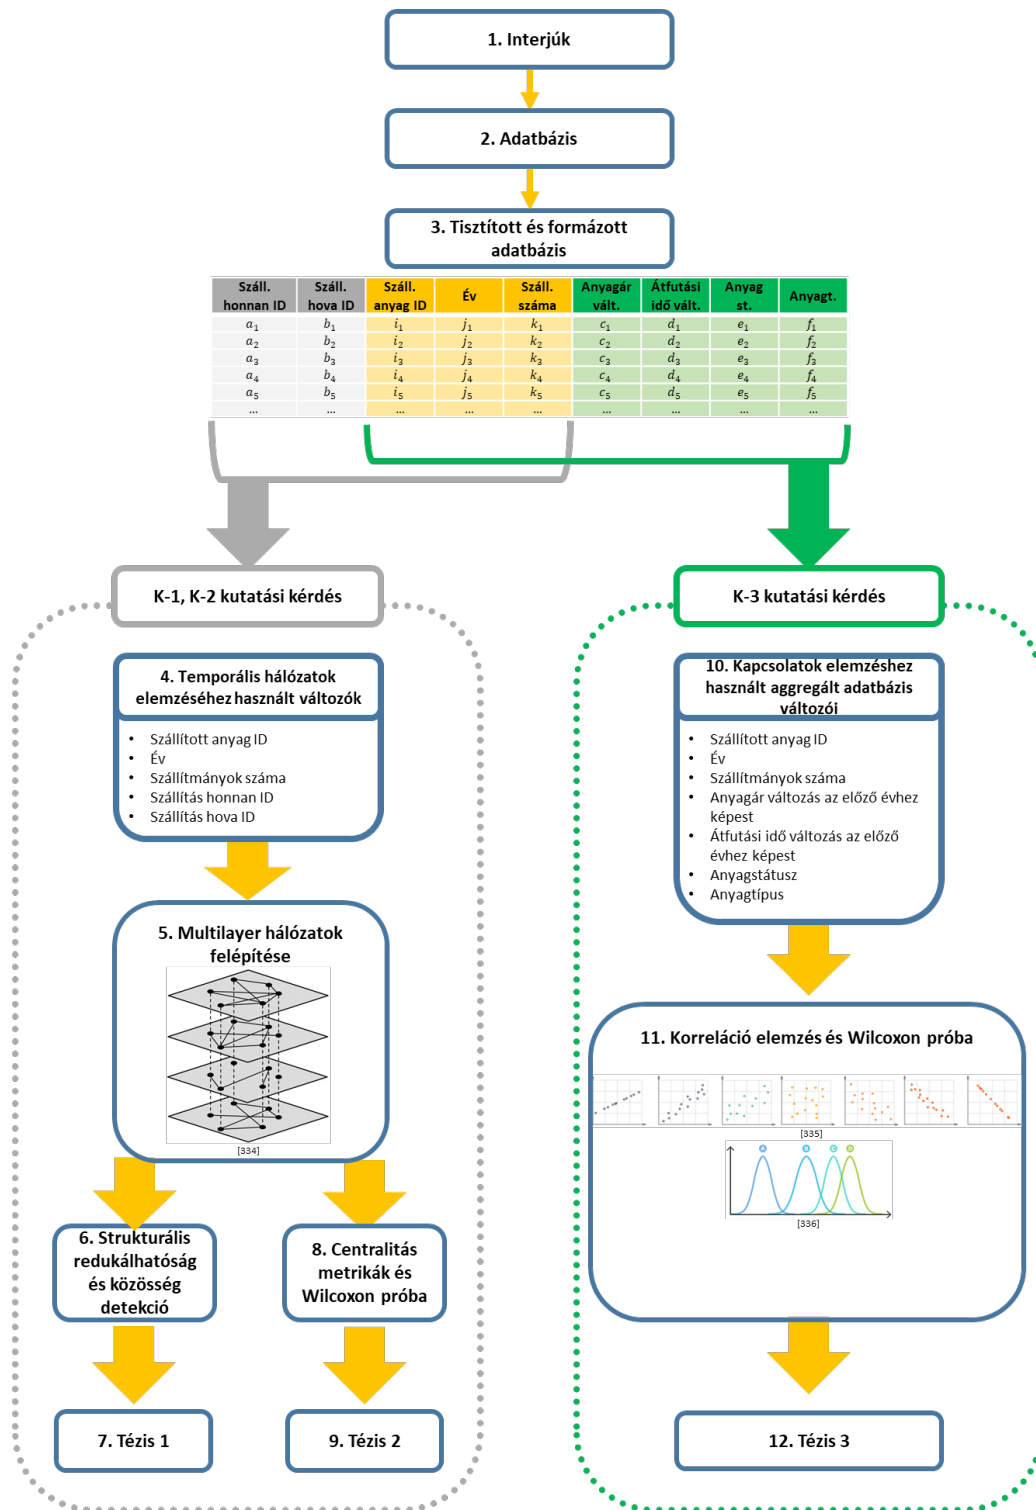 1. Interjúk
2. Adatbázis
3. Tisztított és formázott
adatbázis
Száll. honnan ID Száll. hova ID Száll. anyag ID Év Száll. száma Anyagár vált. Átfutási idő vált. Anyag st. Anyagt.
a₁ b₁ i₁ j₁ k₁ c₁ d₁ e₁ f₁
a₂ b₂ i₂ j₂ k₂ c₂ d₂ e₂ f₂
a₃ b₃ i₃ j₃ k₃ c₃ d₃ e₃ f₃
a₄ b₄ i₄ j₄ k₄ c₄ d₄ e₄ f₄
a₅ b₅ i₅ j₅ k₅ c₅ d₅ e₅ f₅
... ... ... ... ... ... ... ... ...
K-1, K-2 kutatási kérdés
4. Temporális hálózatok
elemzéséhez használt változók
• Szállított anyag ID
• Év
• Szállítmányok száma
• Szállítás honnan ID
• Szállítás hova ID
5. Multilayer hálózatok
felépítése
[334]
6. Strukturális
redukálhatóság
és közösség
detekció
8. Centralitás
metrikák és
Wilcoxon próba
7. Tézis 1
9. Tézis 2
K-3 kutatási kérdés
10. Kapcsolatok elemzéshez
használt aggregált adatbázis
változói
• Szállított anyag ID
• Év
• Szállítmányok száma
• Anyagár változás az előző évhez
képest
• Átfutási idő változás az előző
évhez képest
• Anyagstátusz
• Anyagtípus
11. Korreláció elemzés és Wilcoxon próba
[335]
A B C D
[336]
12. Tézis 3